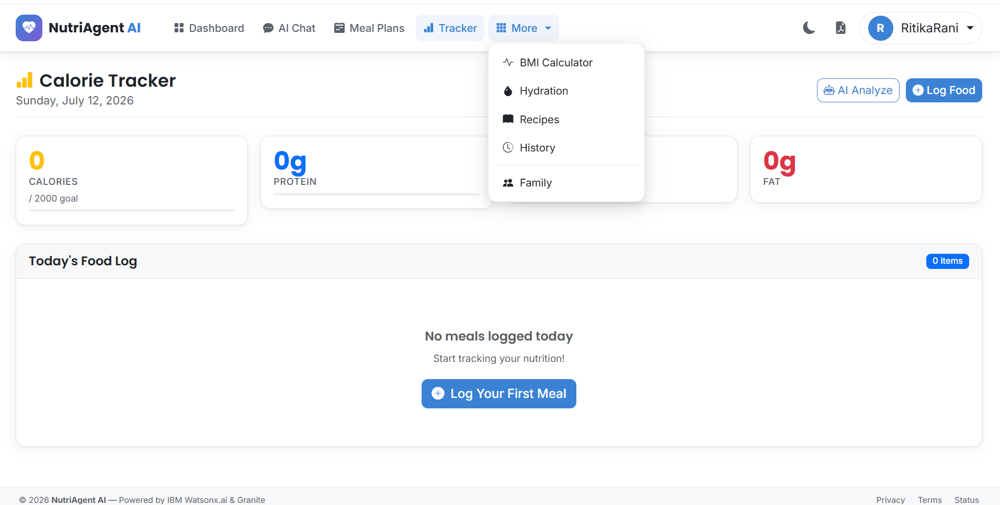 NutriAgent AI
Dashboard
AI Chat
Meal Plans
Tracker
More
R
RitikaRani
BMI Calculator
Hydration
Recipes
History
Family
Calorie Tracker
Sunday, July 12, 2026
AI Analyze
Log Food
0
CALORIES
/ 2000 goal
0g
PROTEIN
0g
FAT
Today's Food Log
0 items
No meals logged today
Start tracking your nutrition!
Log Your First Meal
© 2026 NutriAgent AI — Powered by IBM Watsonx.ai & Granite
Privacy
Terms
Status